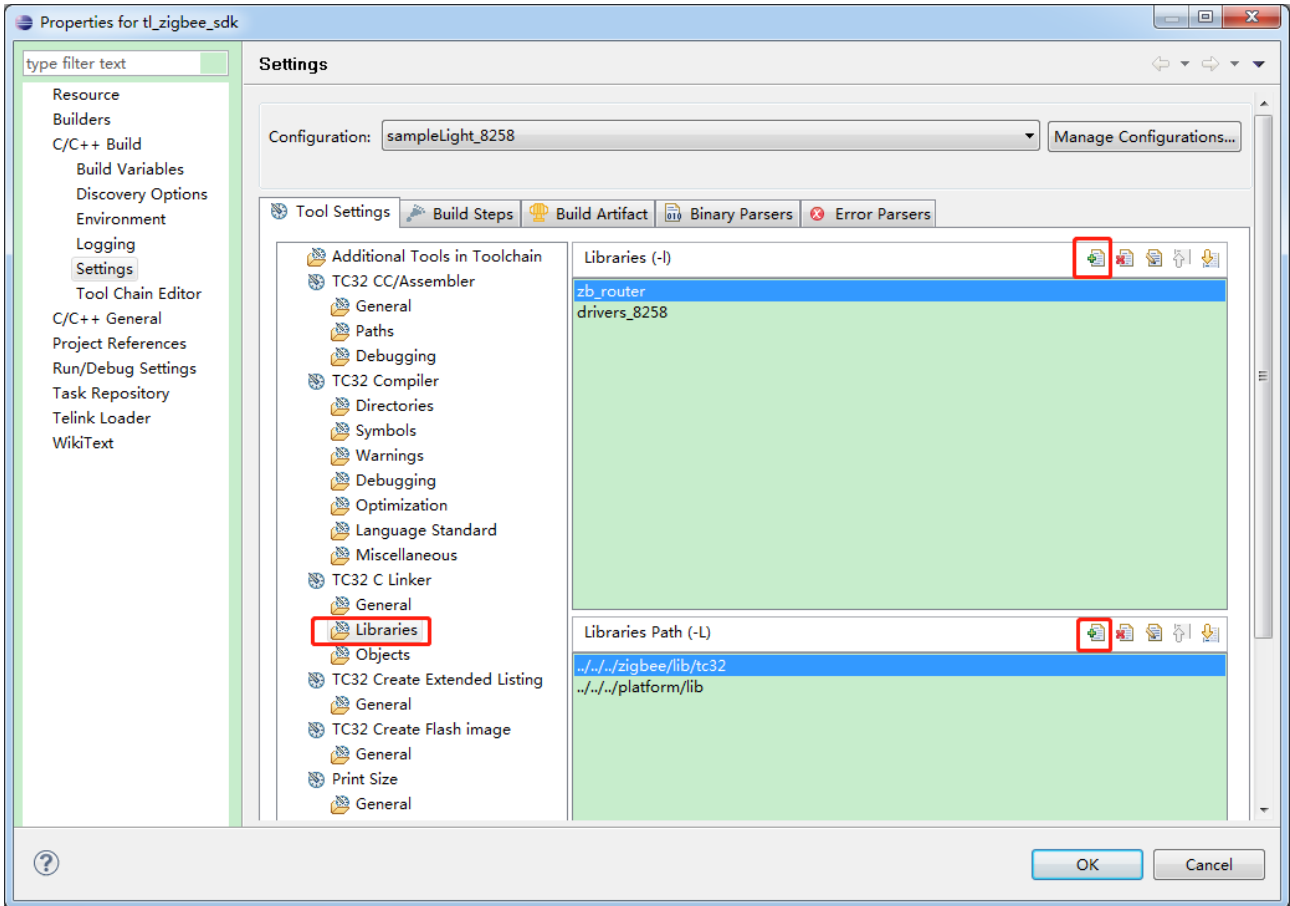 Properties for tl_zigbee_sdk
type filter text
Resource
Builders
C/C++ Build
Build Variables
Discovery Options
Environment
Logging
Settings
Tool Chain Editor
C/C++ General
Project References
Run/Debug Settings
Task Repository
Telink Loader
WikiText
Settings
Configuration: sampleLight_8258 Manage Configurations...
Tool Settings Build Steps Build Artifact Binary Parsers Error Parsers
Additional Tools in Toolchain
TC32 CC/Assembler
General
Paths
Debugging
TC32 Compiler
Directories
Symbols
Warnings
Debugging
Optimization
Language Standard
Miscellaneous
TC32 C Linker
General
Libraries
Objects
TC32 Create Extended Listing
General
TC32 Create Flash image
General
Print Size
General
Libraries (-l)
zb_router
drivers_8258
Libraries Path (-L)
../../../zigbee/lib/tc32
../../../platform/lib
OK Cancel